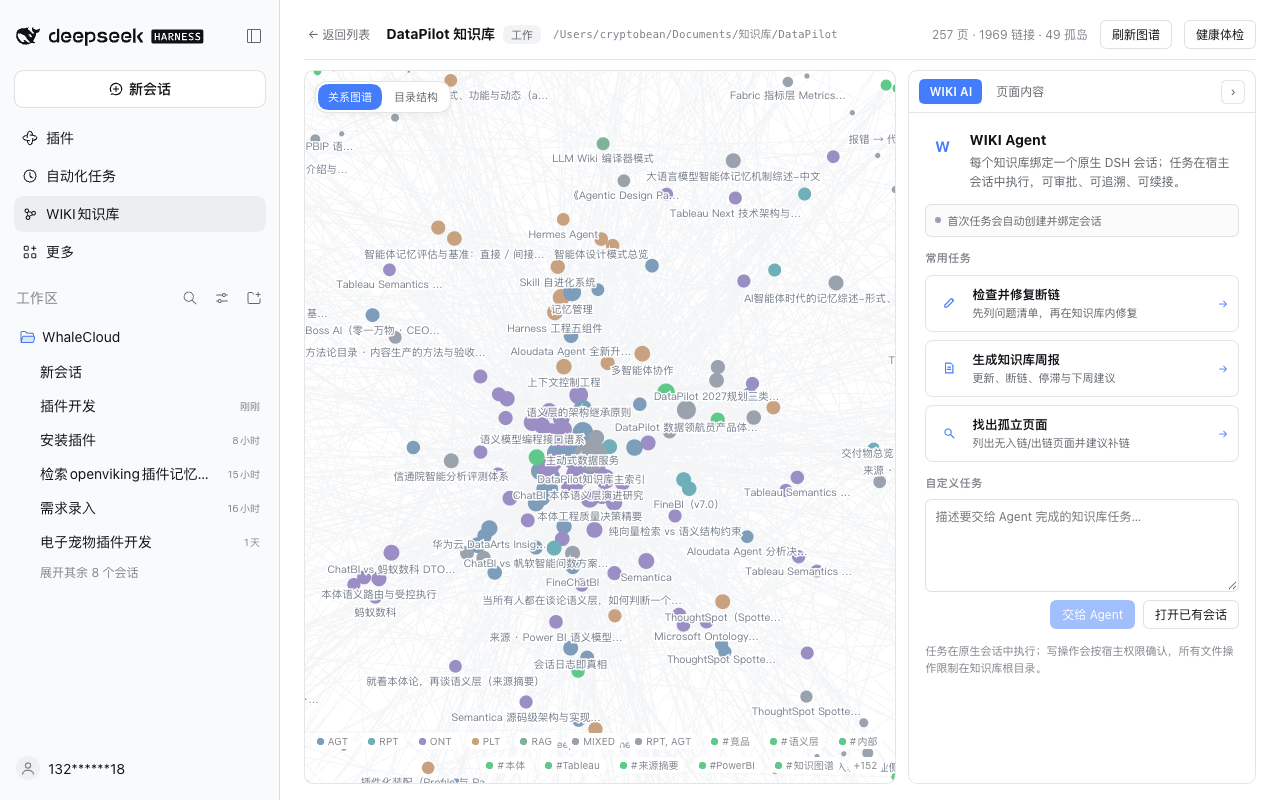 deepseek HARNESS
新会话
插件
自动化任务
WIKI知识库
更多
工作区
WhaleCloud
新会话
插件开发 刚刚
安装插件 8小时
检索openviking插件记忆... 15小时
需求录入 16小时
电子宠物插件开发 1天
展开其余 8 个会话
132******18
← 返回列表 DataPilot 知识库 工作 /Users/cryptobean/Documents/知识库/DataPilot
257 页 · 1969 链接 · 49 孤岛 刷新图谱 健康体检
关系图谱 目录结构
式、功能与动态（a…
Fabric 指标层 Metrics…
报错 → 代
PBIP 语…
LLM Wiki 编译器模式
介绍与…
大语言模型智能体记忆机制综述–中文
《Agentic Design Pa…
Tableau Next 技术架构与…
Hermes Agent
智能体记忆评估与基准：直接 / 间接…
智能体设计模式总览
Skill 自进化系统
Tableau Semantics …
AI智能体时代的记忆综述–形式、
记忆管理
基…
Boss AI（零一万物 · CEO…
Harness 工程五组件
方法论目录 · 内容生产的方法与验收…
Aloudata Agent 全新升…
多智能体协作
上下文控制工程
DataPilot 2027规划三类…
语义层的架构继承原则
DataPilot 数据领航员产品体…
语义模型编程接口谱系
主动式数据服务
交付物总览
信通院智能分析评测体系
DataPilot知识库主索引
来源 ·
ChatBI 本体语义层演进研究
Tableau Semantics …
FineBI（v7.0）
本体工程质量决策精要
纯向量检索 vs 语义结构约束
华为云 DataArts Insig…
Aloudata Agent 分析决…
ChatBI vs 蚂蚁数科 DTO…
ChatBI vs 帆软智能问数方案…
Tableau Semantics …
FineChatBI
Semantica
本体语义路由与受控执行
当所有人都在谈论语义层，如何判断一个…
蚂蚁数科
ThoughtSpot（Spotte…
来源 · Power BI 语义模型…
Microsoft Ontology…
会话日志即真相
ThoughtSpot Spotte…
就着本体论，再谈语义层（来源摘要）
Semantica 源码级架构与实现…
ThoughtSpot Spotte…
AGT RPT ONT PLT RAG MIXED RPT, AGT #竞品 #语义层 #内部
#本体 #Tableau #来源摘要 #PowerBI #知识图谱 +152
WIKI AI 页面内容
W WIKI Agent
每个知识库绑定一个原生 DSH 会话；任务在宿主
会话中执行，可审批、可追溯、可续接。
首次任务会自动创建并绑定会话
常用任务
检查并修复断链
先列问题清单，再在知识库内修复
生成知识库周报
更新、断链、停滞与下周建议
找出孤立页面
列出无入链/出链页面并建议补链
自定义任务
描述要交给 Agent 完成的知识库任务...
交给 Agent 打开已有会话
任务在原生会话中执行；写操作会按宿主权限确认，所有文件操
作限制在知识库根目录。